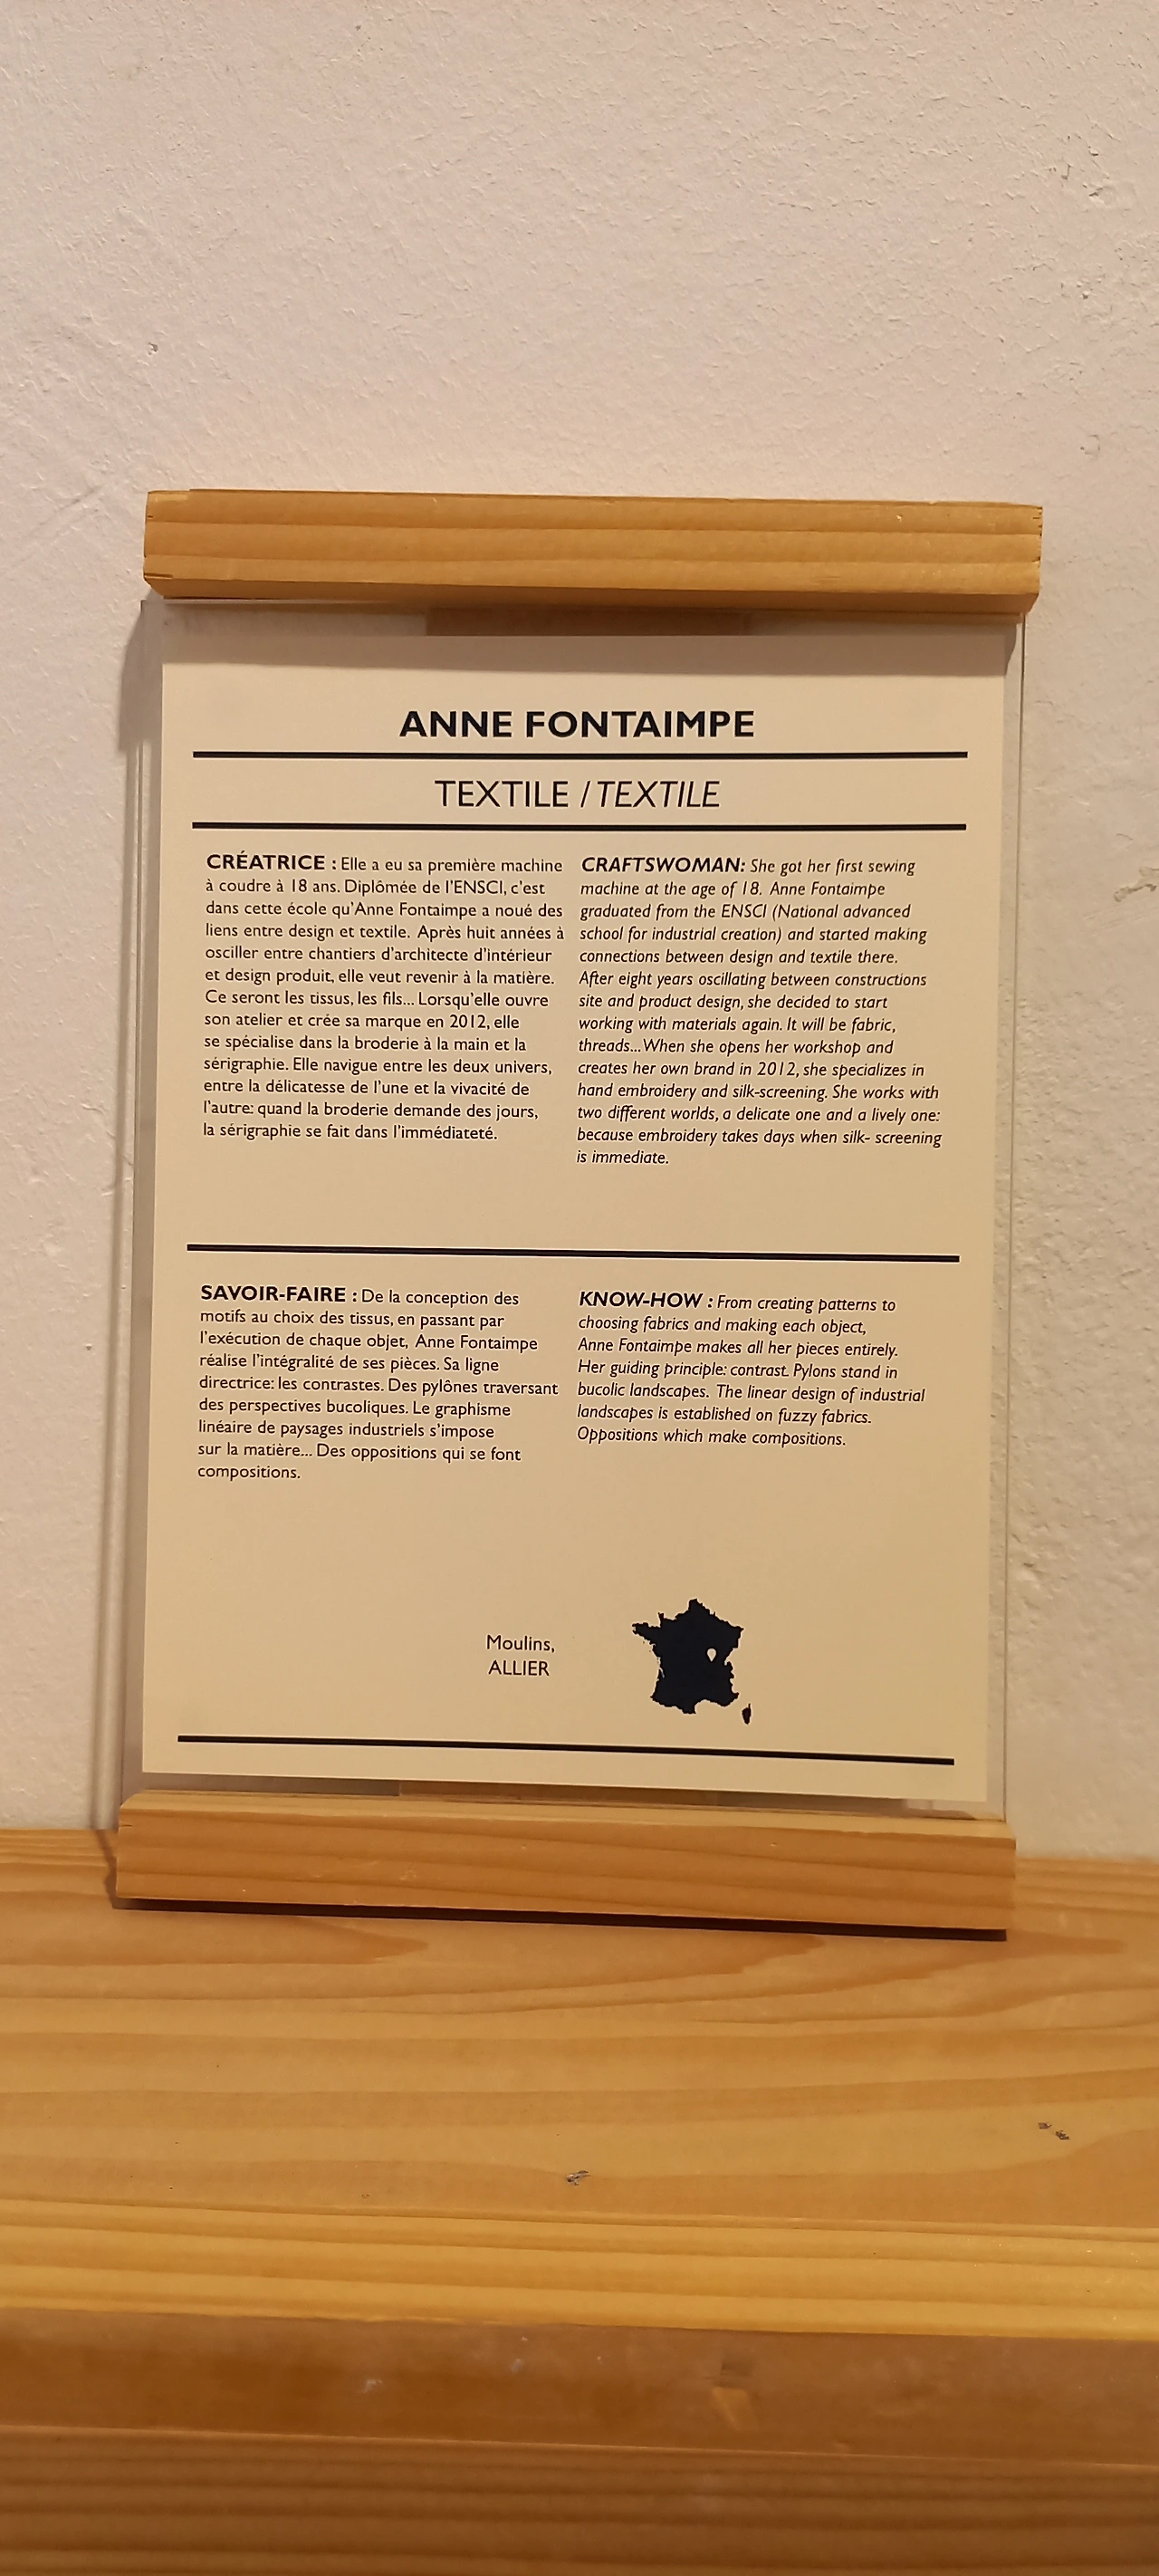 ANNE FONTAIMPE
TEXTILE / TEXTILE
CRÉATRICE : Elle a eu sa première machine
à coudre à 18 ans. Diplômée de l'ENSCI, c'est
dans cette école qu'Anne Fontaimpe a noué des
liens entre design et textile. Après huit années à
osciller entre chantiers d'architecte d'intérieur
et design produit, elle veut revenir à la matière.
Ce seront les tissus, les fils... Lorsqu'elle ouvre
son atelier et crée sa marque en 2012, elle
se spécialise dans la broderie à la main et la
sérigraphie. Elle navigue entre les deux univers,
entre la délicatesse de l'une et la vivacité de
l'autre: quand la broderie demande des jours,
la sérigraphie se fait dans l'immédiateté.
CRAFTSWOMAN: She got her first sewing
machine at the age of 18. Anne Fontaimpe
graduated from the ENSCI (National advanced
school for industrial creation) and started making
connections between design and textile there.
After eight years oscillating between constructions
site and product design, she decided to start
working with materials again. It will be fabric,
threads...When she opens her workshop and
creates her own brand in 2012, she specializes in
hand embroidery and silk-screening. She works with
two different worlds, a delicate one and a lively one:
because embroidery takes days when silk- screening
is immediate.
SAVOIR-FAIRE : De la conception des
motifs au choix des tissus, en passant par
l'exécution de chaque objet, Anne Fontaimpe
réalise l'intégralité de ses pièces. Sa ligne
directrice: les contrastes. Des pylônes traversant
des perspectives bucoliques. Le graphisme
linéaire de paysages industriels s'impose
sur la matière... Des oppositions qui se font
compositions.
KNOW-HOW : From creating patterns to
choosing fabrics and making each object,
Anne Fontaimpe makes all her pieces entirely.
Her guiding principle: contrast. Pylons stand in
bucolic landscapes. The linear design of industrial
landscapes is established on fuzzy fabrics.
Oppositions which make compositions.
Moulins,
ALLIER